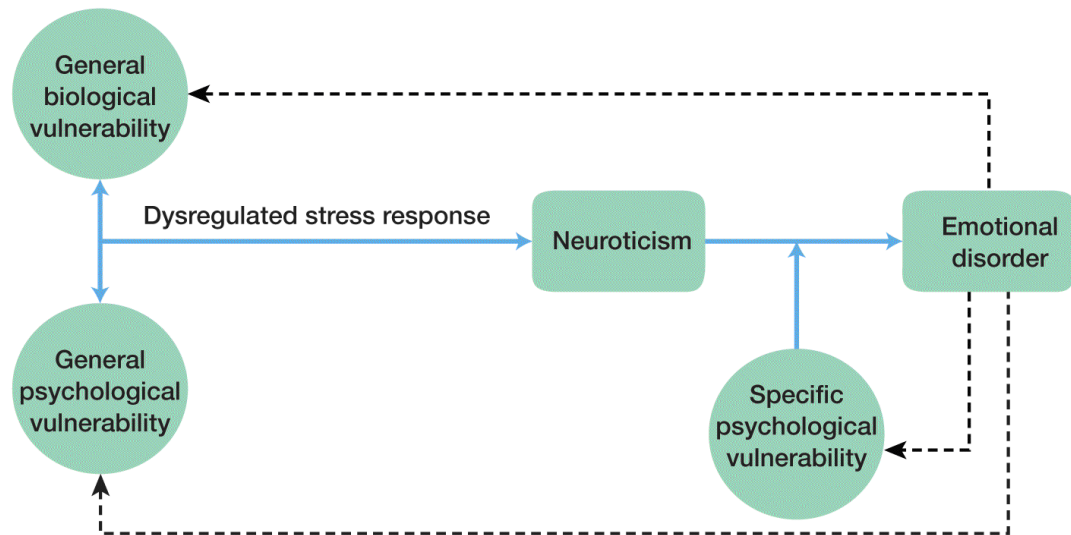 General
biological
vulnerability
Dysregulated stress response
Neuroticism
Emotional
disorder
General
psychological
vulnerability
Specific
psychological
vulnerability